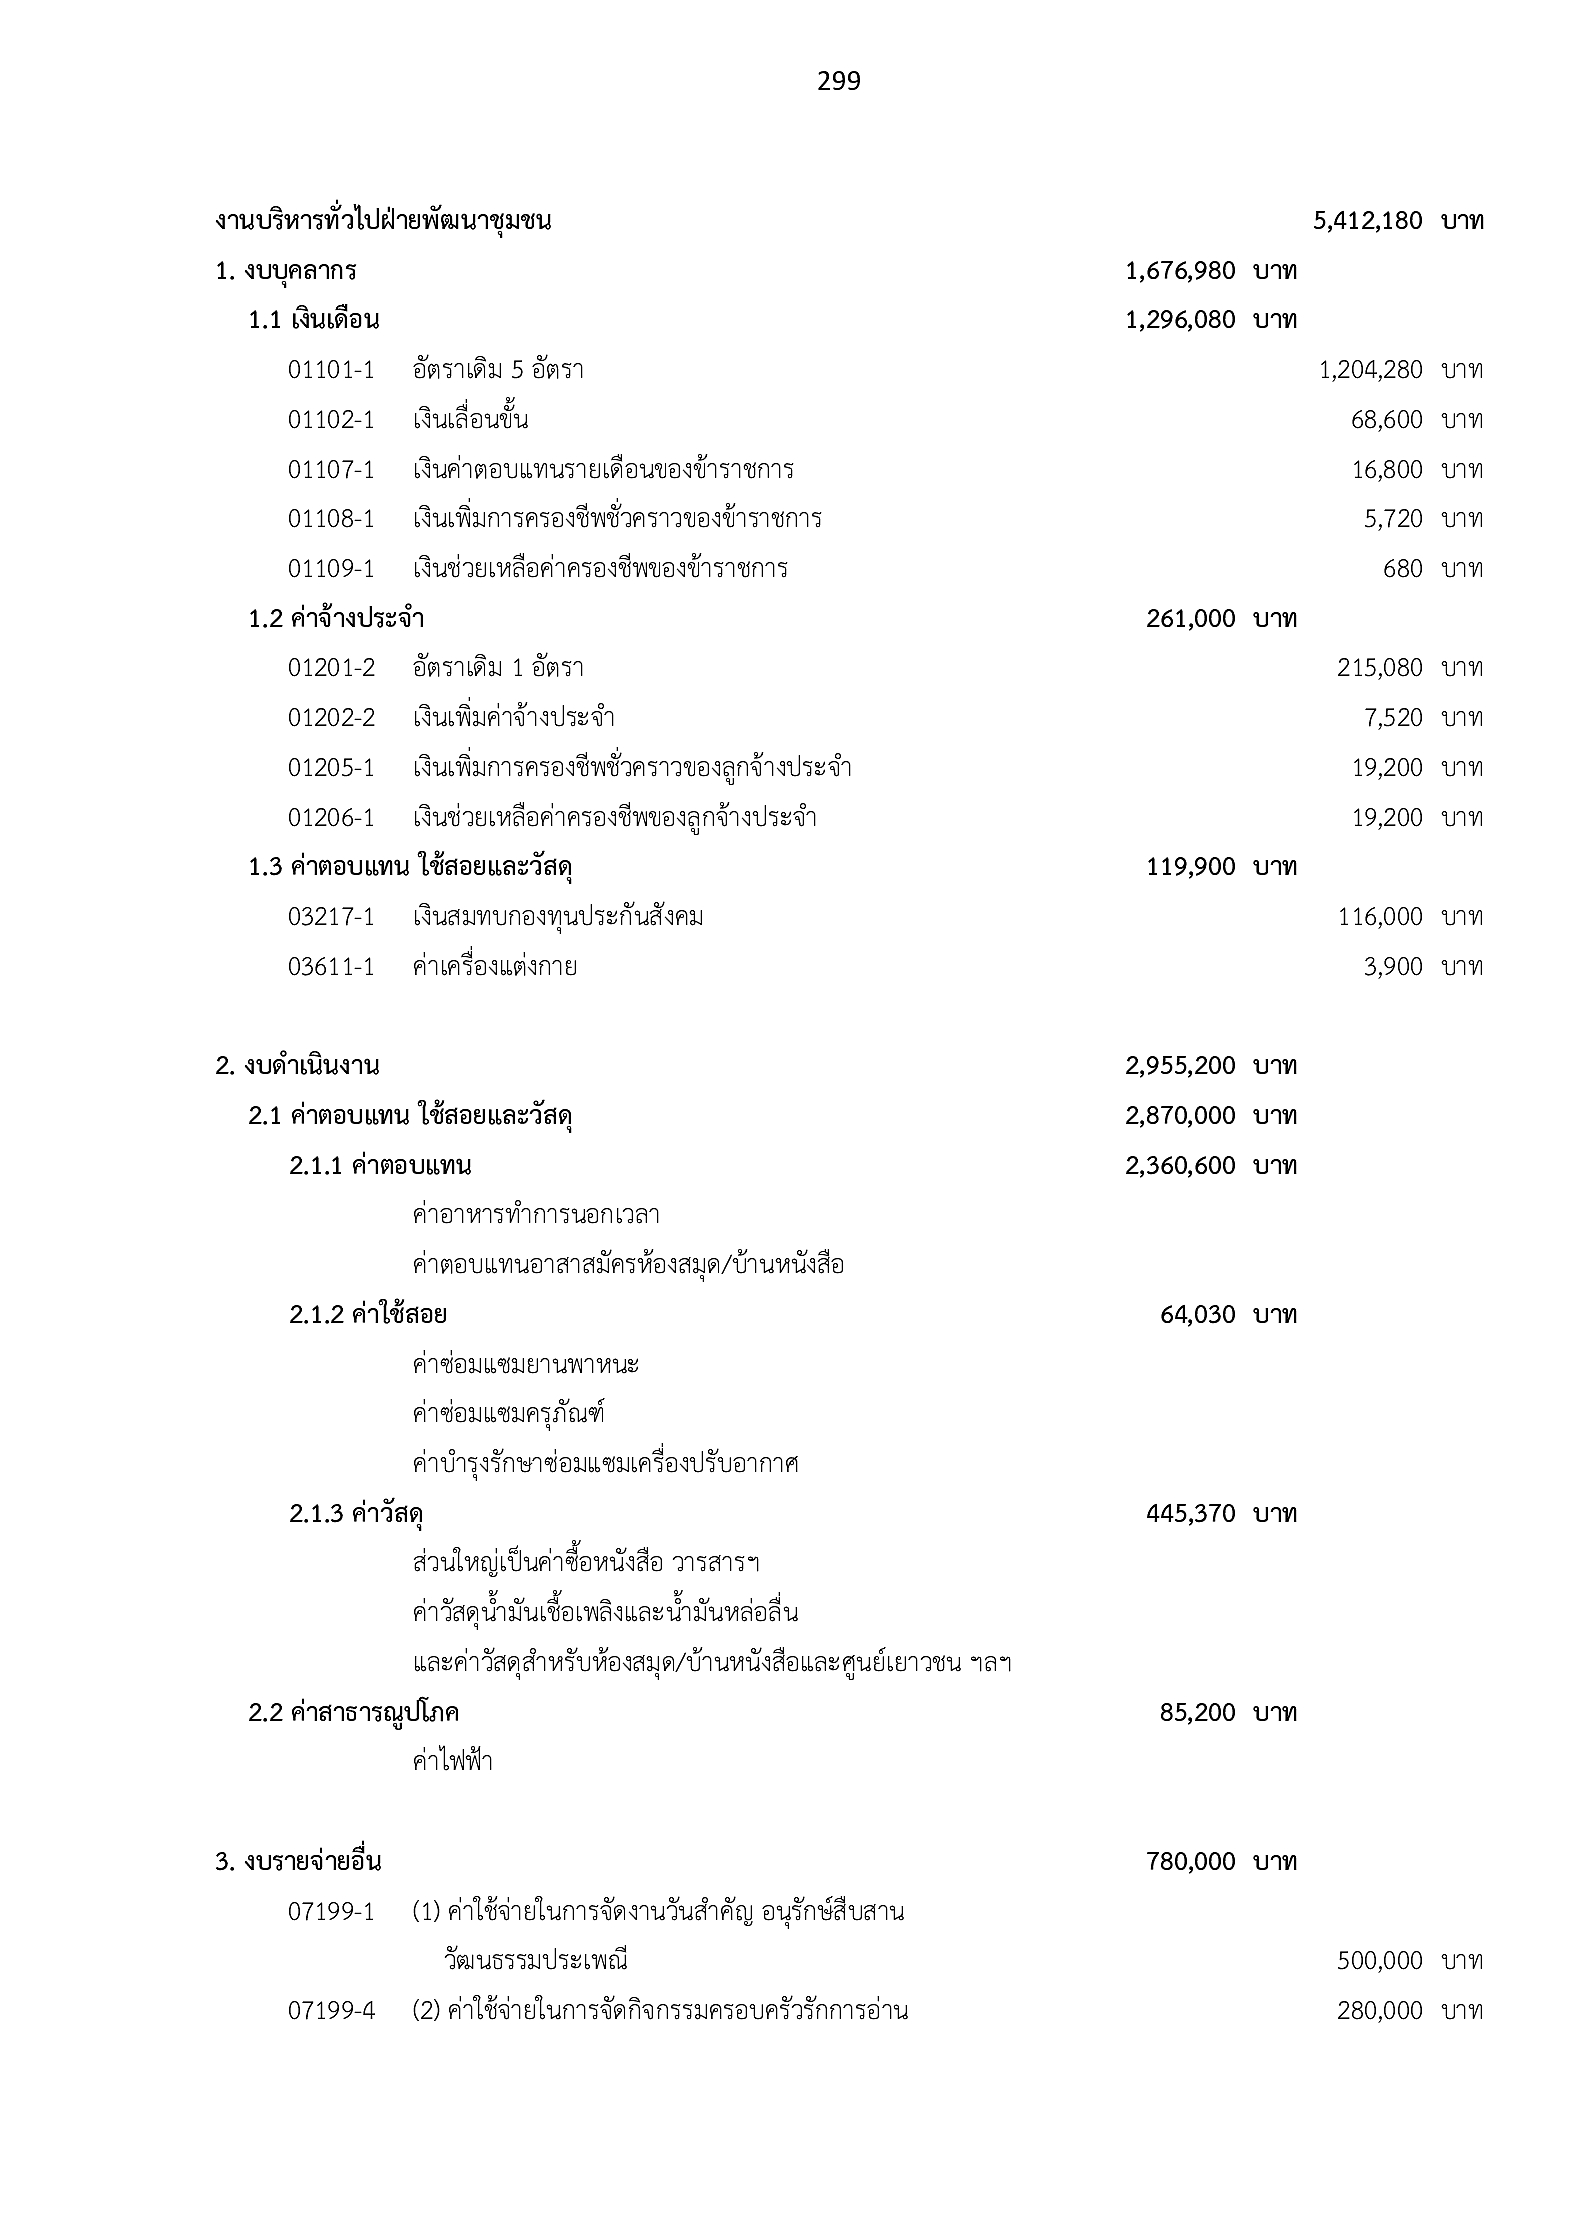 299
งานบริหารทั่วไปฝ่ายพัฒนาชุมชน 5,412,180 บาท
1. งบบุคลากร 1,676,980 บาท
1.1 เงินเดือน 1,296,080 บาท
01101-1 อัตราเดิม 5 อัตรา 1,204,280 บาท
01102-1 เงินเลื่อนขั้น 68,600 บาท
01107-1 เงินค่าตอบแทนรายเดือนของข้าราชการ 16,800 บาท
01108-1 เงินเพิ่มการครองชีพชั่วคราวของข้าราชการ 5,720 บาท
01109-1 เงินช่วยเหลือค่าครองชีพของข้าราชการ 680 บาท
1.2 ค่าจ้างประจำ 261,000 บาท
01201-2 อัตราเดิม 1 อัตรา 215,080 บาท
01202-2 เงินเพิ่มค่าจ้างประจำ 7,520 บาท
01205-1 เงินเพิ่มการครองชีพชั่วคราวของลูกจ้างประจำ 19,200 บาท
01206-1 เงินช่วยเหลือค่าครองชีพของลูกจ้างประจำ 19,200 บาท
1.3 ค่าตอบแทน ใช้สอยและวัสดุ 119,900 บาท
03217-1 เงินสมทบกองทุนประกันสังคม 116,000 บาท
03611-1 ค่าเครื่องแต่งกาย 3,900 บาท
2. งบดำเนินงาน 2,955,200 บาท
2.1 ค่าตอบแทน ใช้สอยและวัสดุ 2,870,000 บาท
2.1.1 ค่าตอบแทน 2,360,600 บาท
ค่าอาหารทำการนอกเวลา
ค่าตอบแทนอาสาสมัครห้องสมุด/บ้านหนังสือ
2.1.2 ค่าใช้สอย 64,030 บาท
ค่าซ่อมแซมยานพาหนะ
ค่าซ่อมแซมครุภัณฑ์
ค่าบำรุงรักษาซ่อมแซมเครื่องปรับอากาศ
2.1.3 ค่าวัสดุ 445,370 บาท
ส่วนใหญ่เป็นค่าซื้อหนังสือ วารสารฯ
ค่าวัสดุน้ำมันเชื้อเพลิงและน้ำมันหล่อลื่น
และค่าวัสดุสำหรับห้องสมุด/บ้านหนังสือและศูนย์เยาวชน ฯลฯ
2.2 ค่าสาธารณูปโภค 85,200 บาท
ค่าไฟฟ้า
3. งบรายจ่ายอื่น 780,000 บาท
07199-1 (1) ค่าใช้จ่ายในการจัดงานวันสำคัญ อนุรักษ์สืบสาน
วัฒนธรรมประเพณี 500,000 บาท
07199-4 (2) ค่าใช้จ่ายในการจัดกิจกรรมครอบครัวรักการอ่าน 280,000 บาท